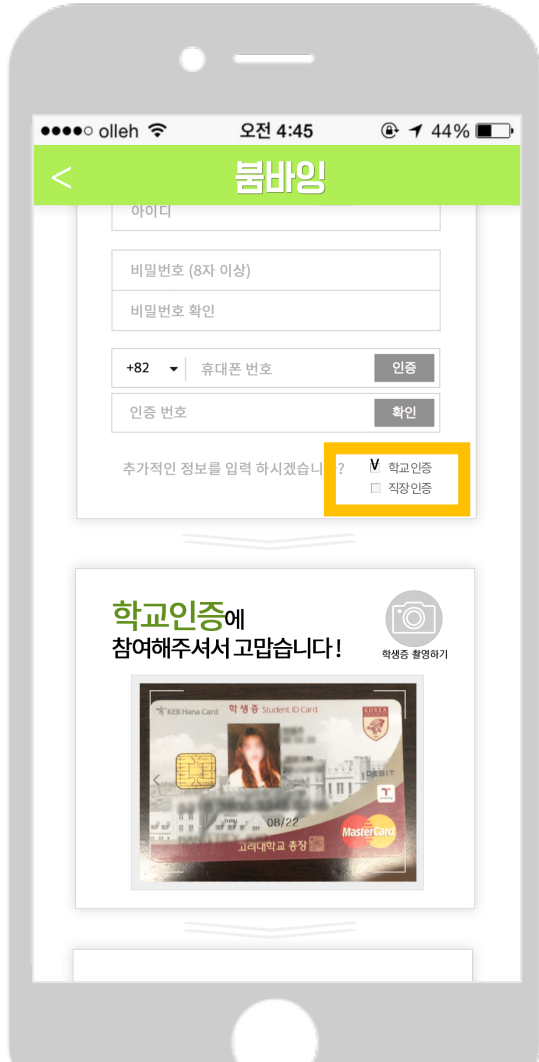 olleh 오전 4:45 44%
< 붐바잉
아이디
비밀번호 (8자 이상)
비밀번호 확인
+82 휴대폰 번호 인증
인증 번호 확인
추가적인 정보를 입력 하시겠습니 ?
V 학교인증
직장인증
학교인증에
참여해주셔서 고맙습니다!
학생증 촬영하기
KEB Hana Card 학생증 Student ID Card KOREA
DEBIT
THRU 08/22
MasterCard
고려대학교 총장